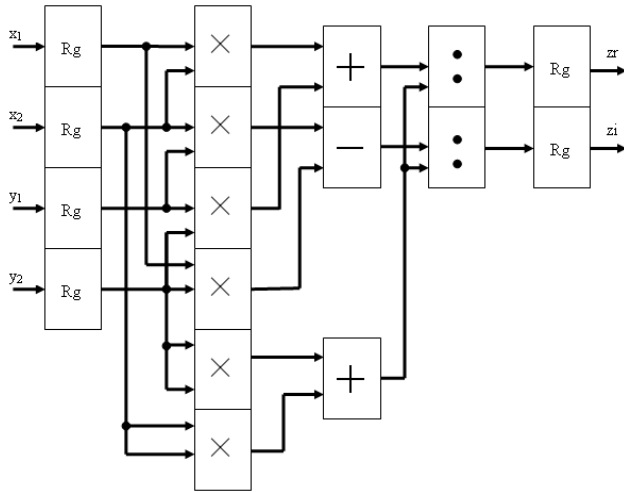 x₁
Rg
×
+
:
Rg
zr
x₂
Rg
×
−
:
Rg
zi
y₁
Rg
×
y₂
Rg
×
×
+
×